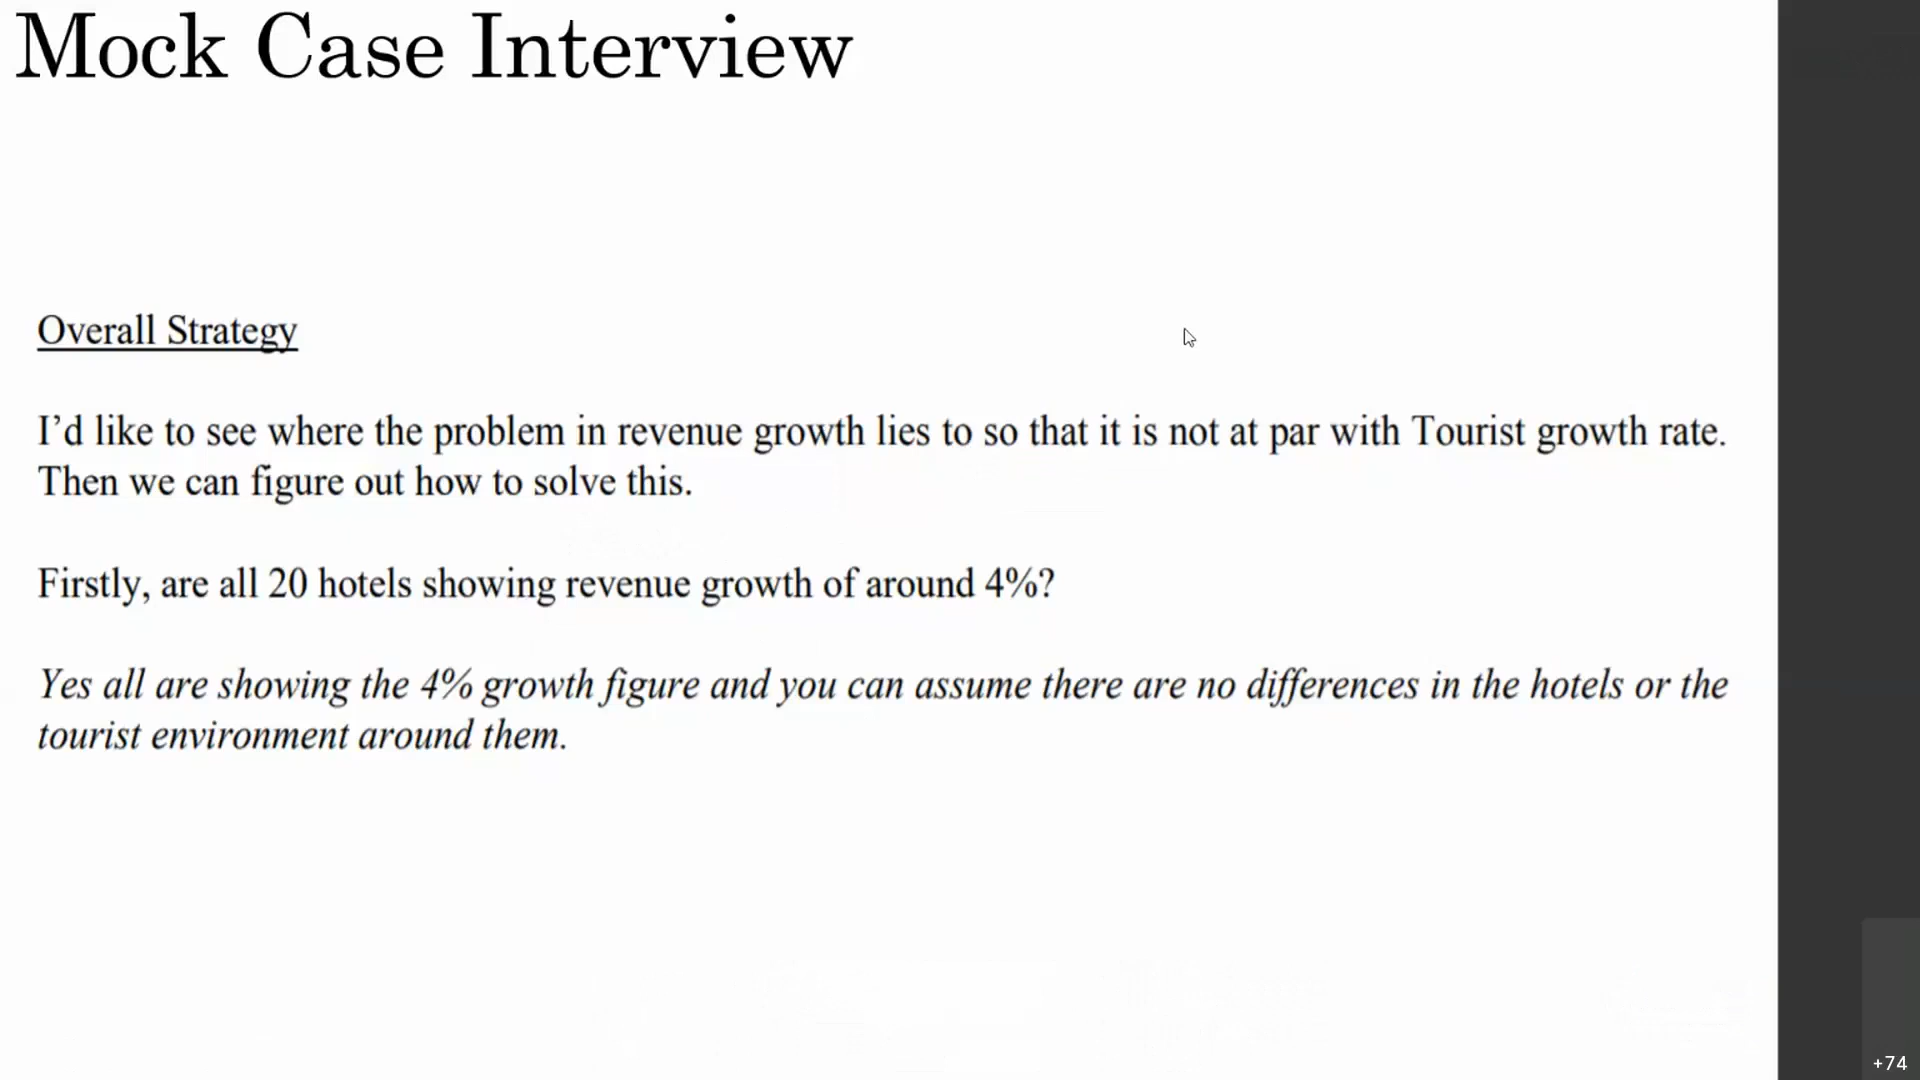 Mock Case Interview
Overall Strategy
I’d like to see where the problem in revenue growth lies to so that it is not at par with Tourist growth rate.
Then we can figure out how to solve this.
Firstly, are all 20 hotels showing revenue growth of around 4%?
Yes all are showing the 4% growth figure and you can assume there are no differences in the hotels or the
tourist environment around them.
+74